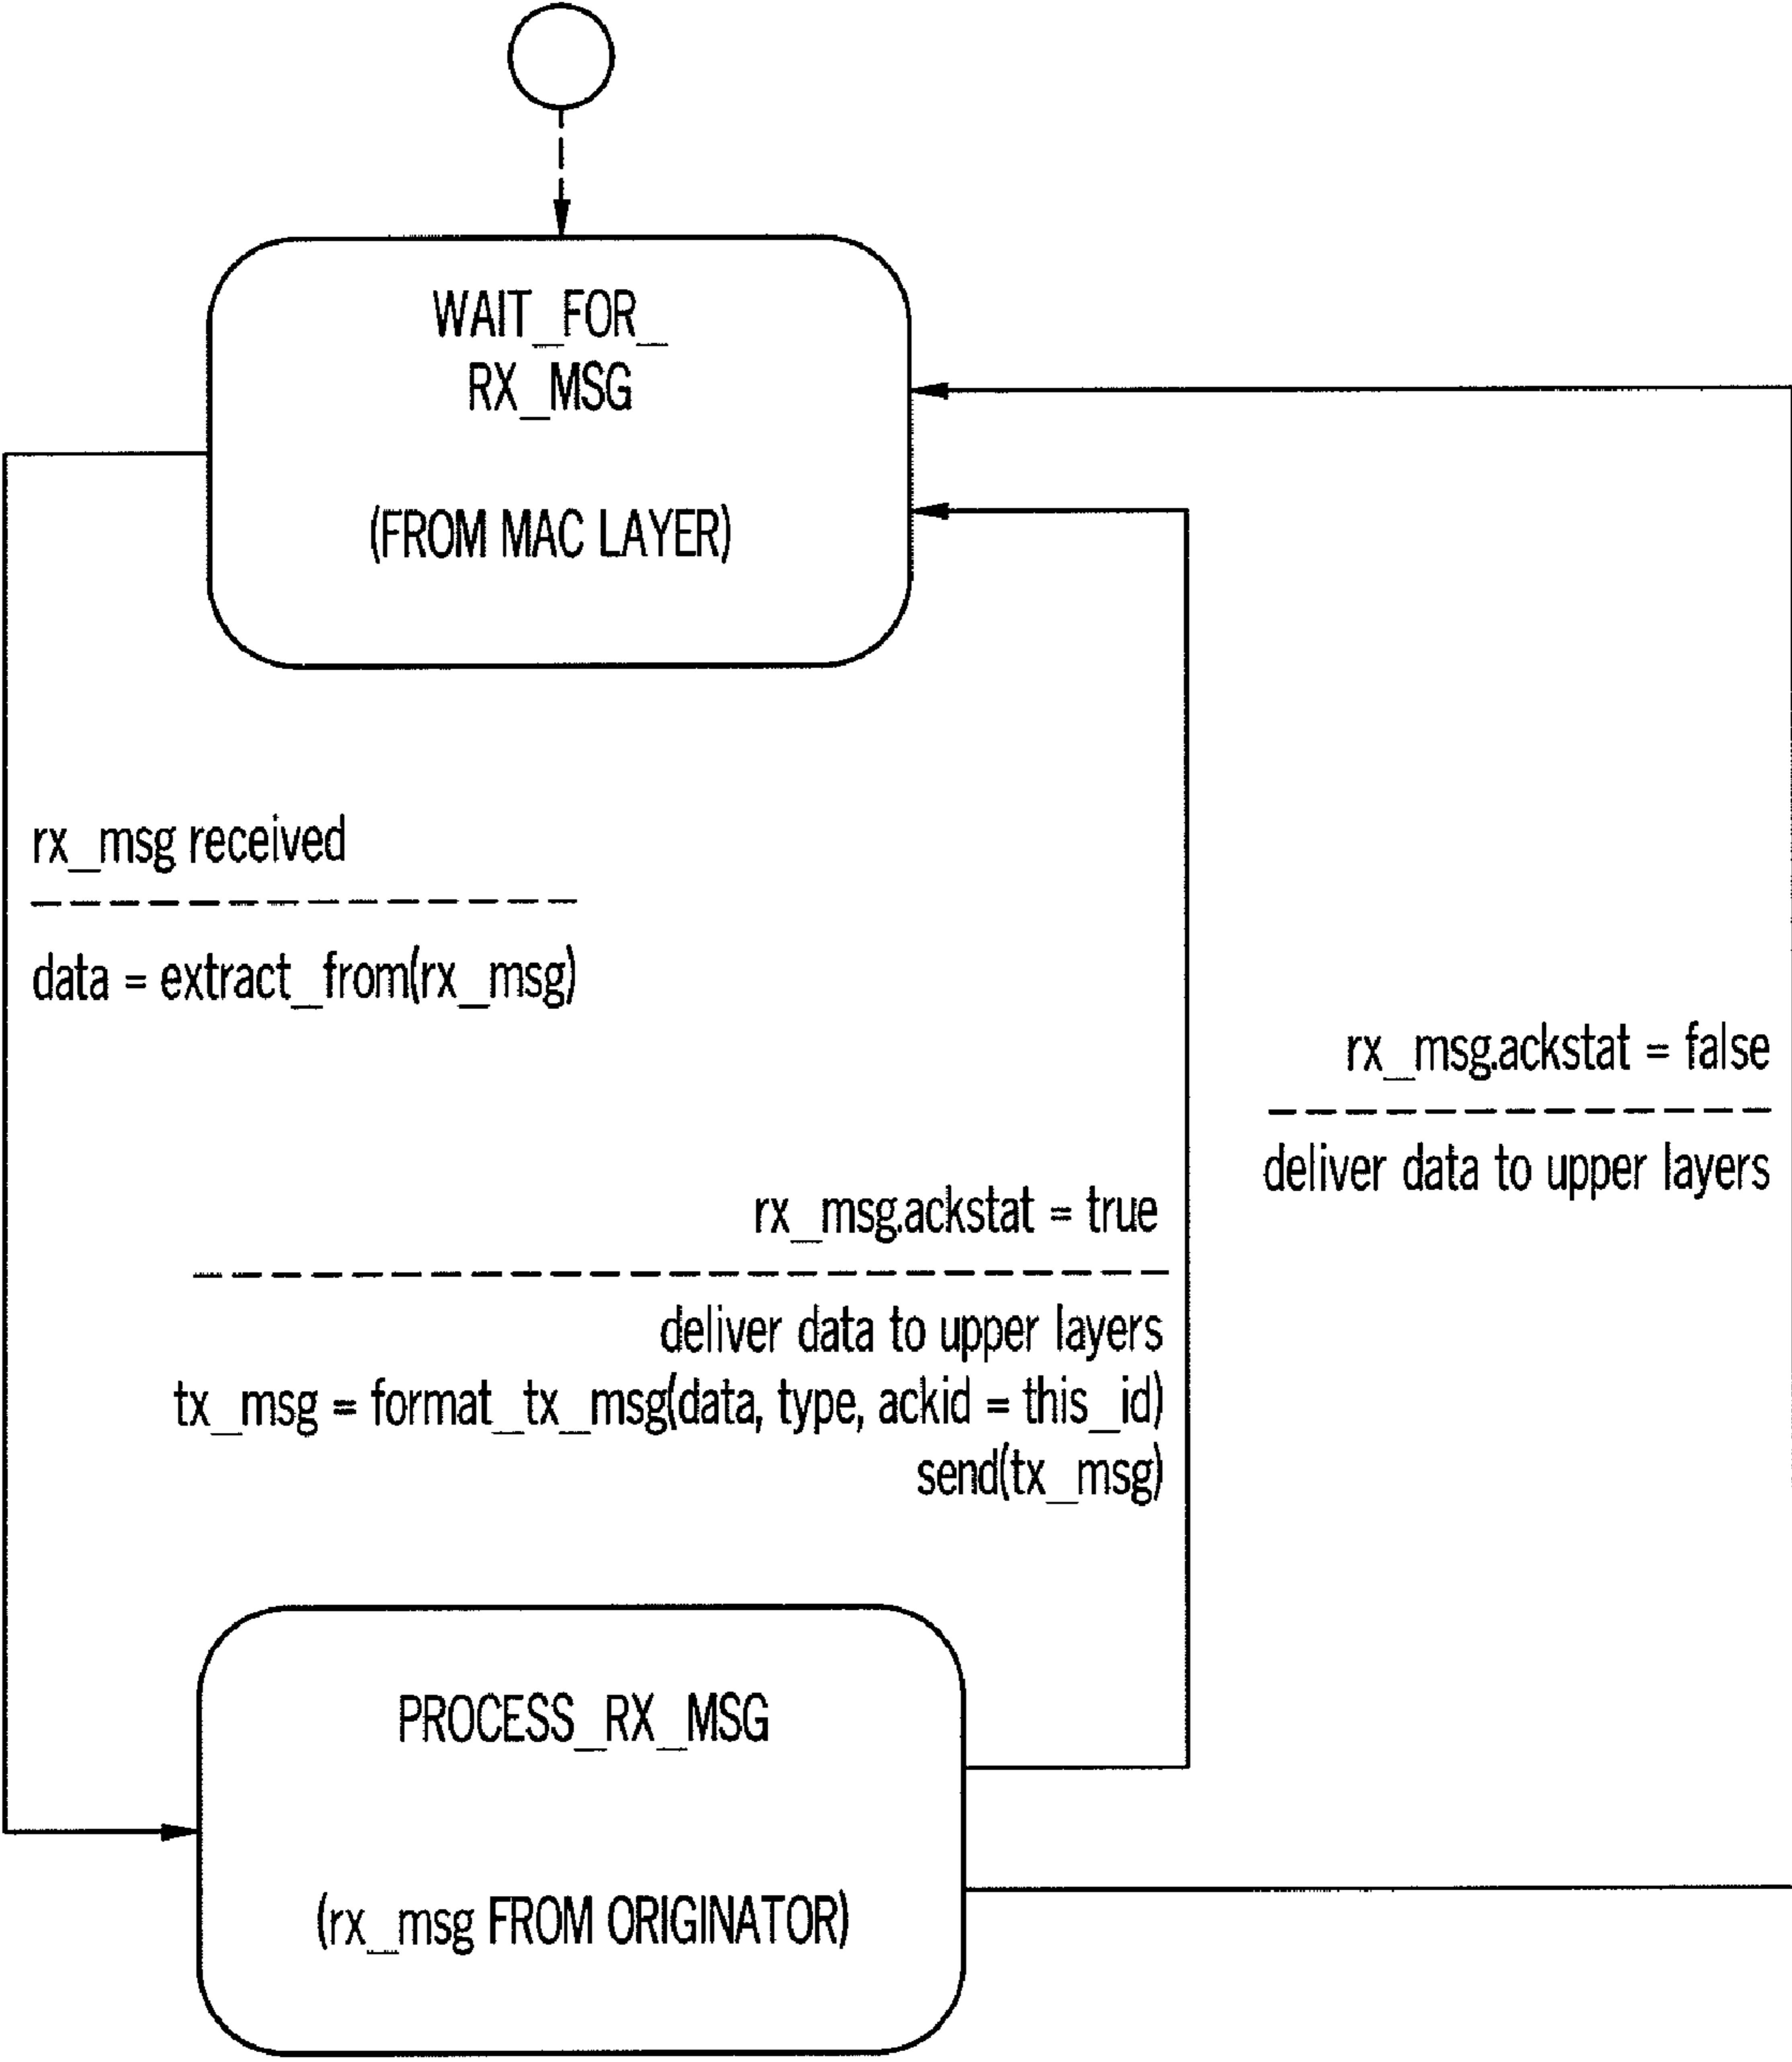 WAIT_FOR_
RX_MSG
(FROM MAC LAYER)
rx_msg received
data = extract_from(rx_msg)
rx_msg.ackstat = false
deliver data to upper layers
rx_msg.ackstat = true
deliver data to upper layers
tx_msg = format_tx_msg(data, type, ackid = this_id)
send(tx_msg)
PROCESS_RX_MSG
(rx_msg FROM ORIGINATOR)